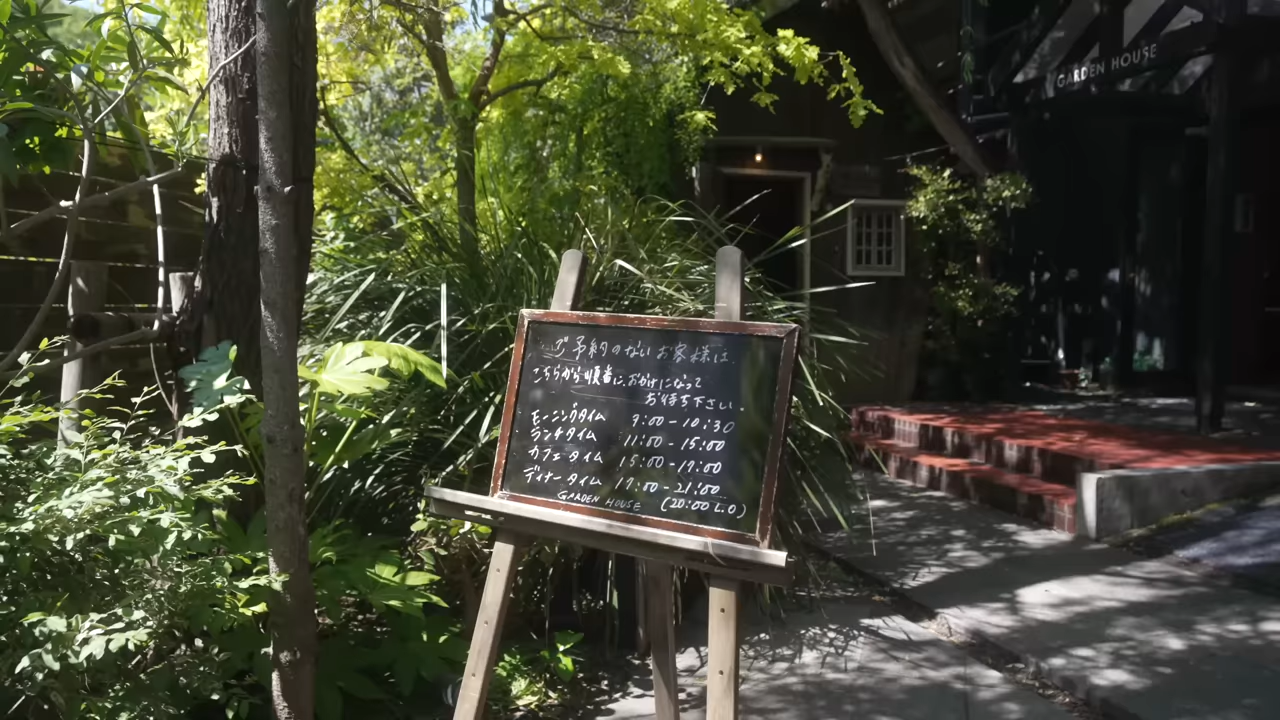 GARDEN HOUSE
ご予約のないお客様は、
こちらから順番に、おかけになって
お待ち下さい。
モーニングタイム 9:00-10:30
ランチタイム 11:00-15:00
カフェタイム 15:00-17:00
ディナータイム 17:00-21:00
GARDEN HOUSE (20:00 L.O)